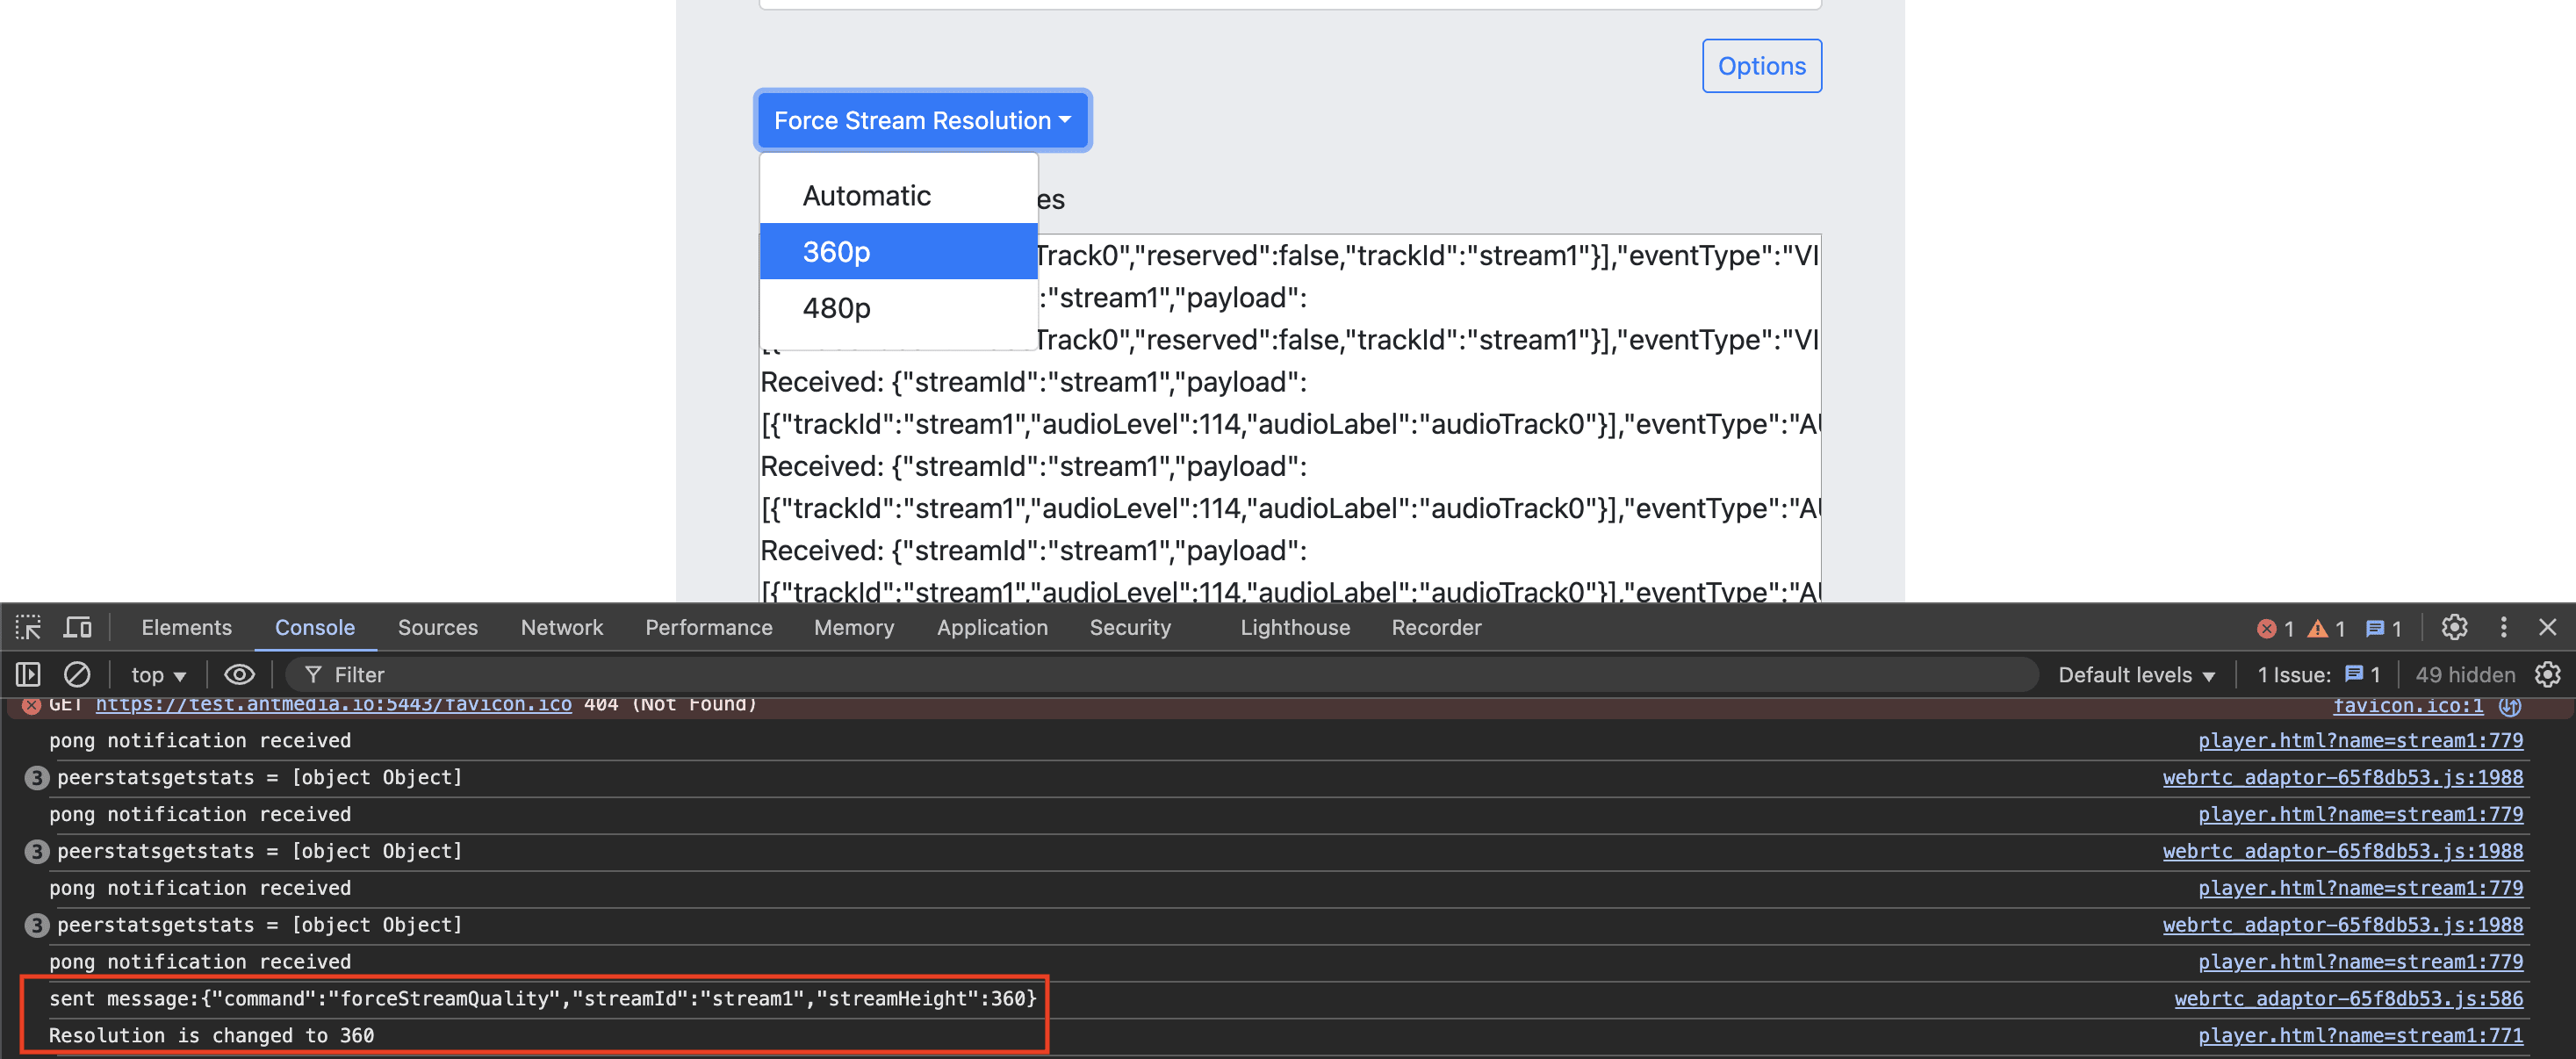 Options
Force Stream Resolution
Automatic
es
360p
Track0","reserved":false,"trackId":"stream1"}],"eventType":"VI
480p
:"stream1","payload":
Track0","reserved":false,"trackId":"stream1"}],"eventType":"VI
Received: {"streamId":"stream1","payload":
[{"trackId":"stream1","audioLevel":114,"audioLabel":"audioTrack0"}],"eventType":"AU
Received: {"streamId":"stream1","payload":
[{"trackId":"stream1","audioLevel":114,"audioLabel":"audioTrack0"}],"eventType":"AU
Received: {"streamId":"stream1","payload":
[{"trackId":"stream1","audioLevel":114,"audioLabel":"audioTrack0"}],"eventType":"AU
Elements Console Sources Network Performance Memory Application Security Lighthouse Recorder 1 1 1
top Filter Default levels 1 Issue: 1 49 hidden
GET https://test.antmedia.io:5443/favicon.ico 404 (Not Found) favicon.ico:1
pong notification received player.html?name=stream1:779
3 peerstatsgetstats = [object Object] webrtc_adaptor-65f8db53.js:1988
pong notification received player.html?name=stream1:779
3 peerstatsgetstats = [object Object] webrtc_adaptor-65f8db53.js:1988
pong notification received player.html?name=stream1:779
3 peerstatsgetstats = [object Object] webrtc_adaptor-65f8db53.js:1988
pong notification received player.html?name=stream1:779
sent message:{"command":"forceStreamQuality","streamId":"stream1","streamHeight":360} webrtc_adaptor-65f8db53.js:586
Resolution is changed to 360 player.html?name=stream1:771